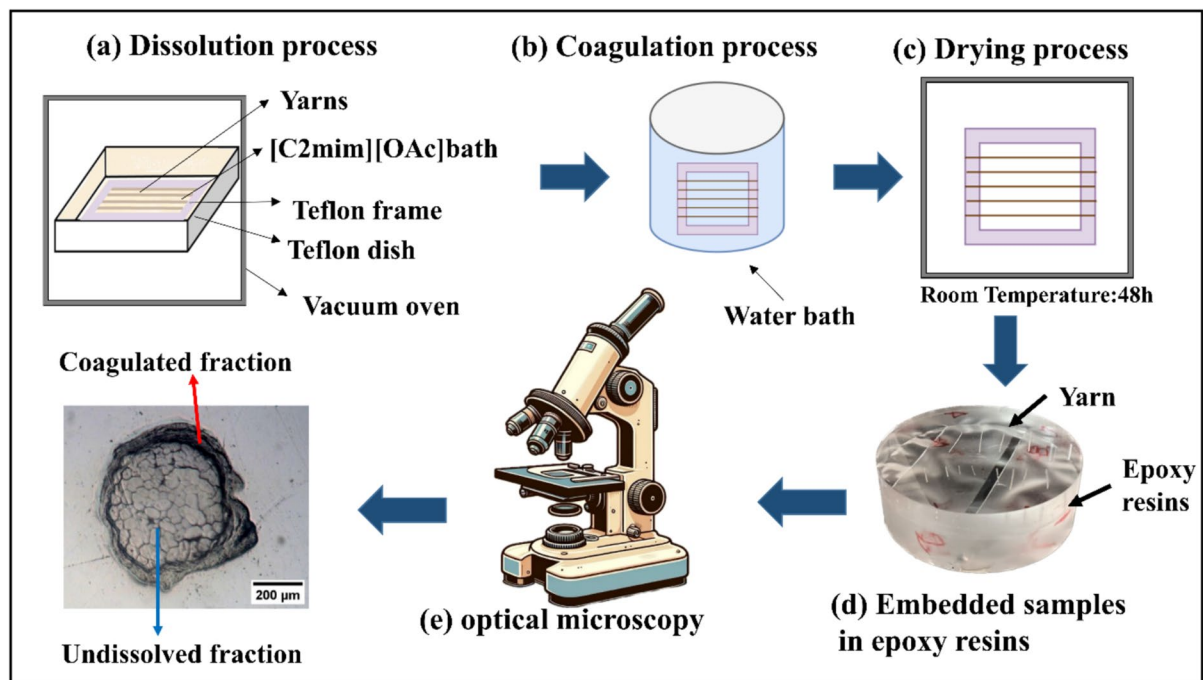 (a) Dissolution process
Yarns
[C2mim][OAc]bath
Teflon frame
Teflon dish
Vacuum oven
(b) Coagulation process
Water bath
(c) Drying process
Room Temperature:48h
Yarn
Epoxy
resins
(d) Embedded samples
in epoxy resins
(e) optical microscopy
Coagulated fraction
200 µm
Undissolved fraction